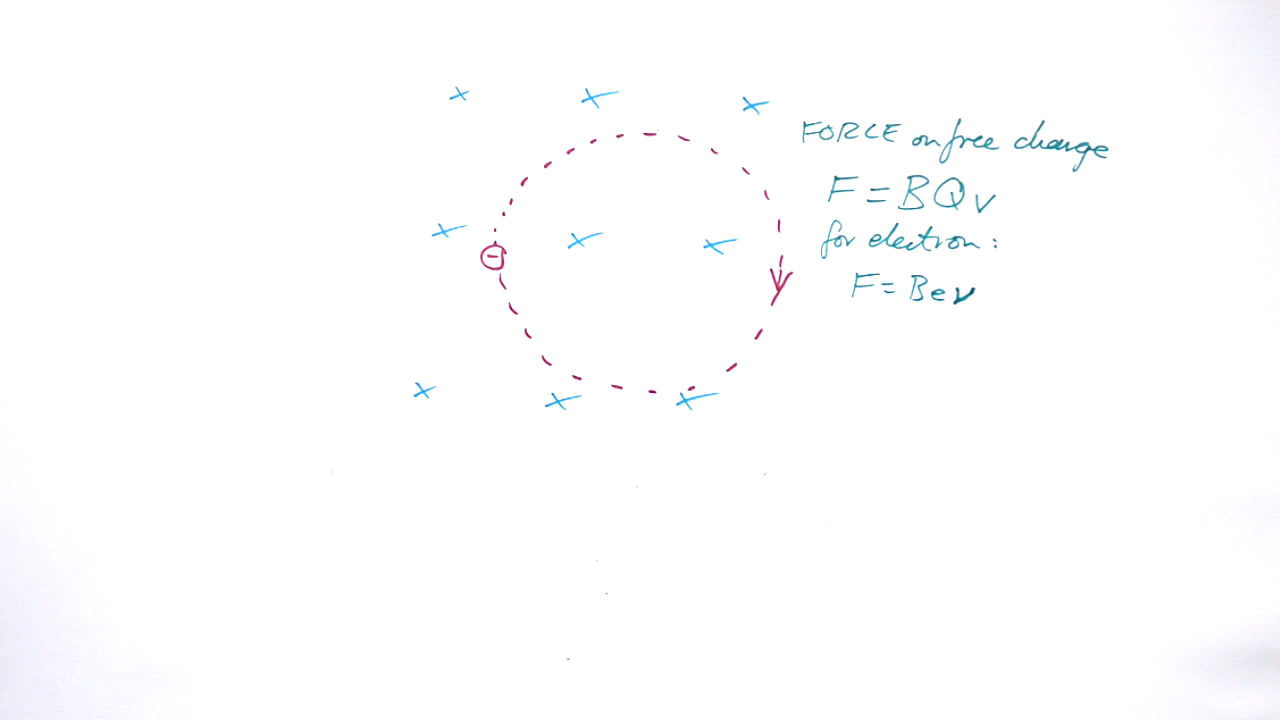 FORCE on free charge
F = BQv
for electron :
F = Bev